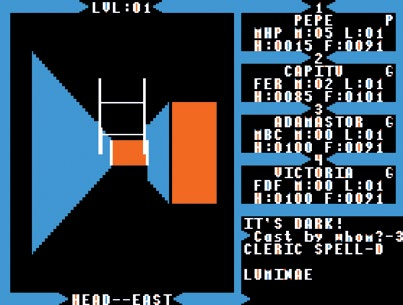 LVL:01
1
PEPE P
MHP M:05 L:01
H:0015 F:0091
2
CAPITU G
FER M:02 L:01
H:0085 F:0101
3
ADAMASTOR G
MBC M:00 L:01
H:0100 F:0091
4
VICTORIA G
FDF M:00 L:01
H:0100 F:0091
IT'S DARK!
Cast by whom?-3
CLERIC SPELL-D
LUMINAE
HEAD--EAST